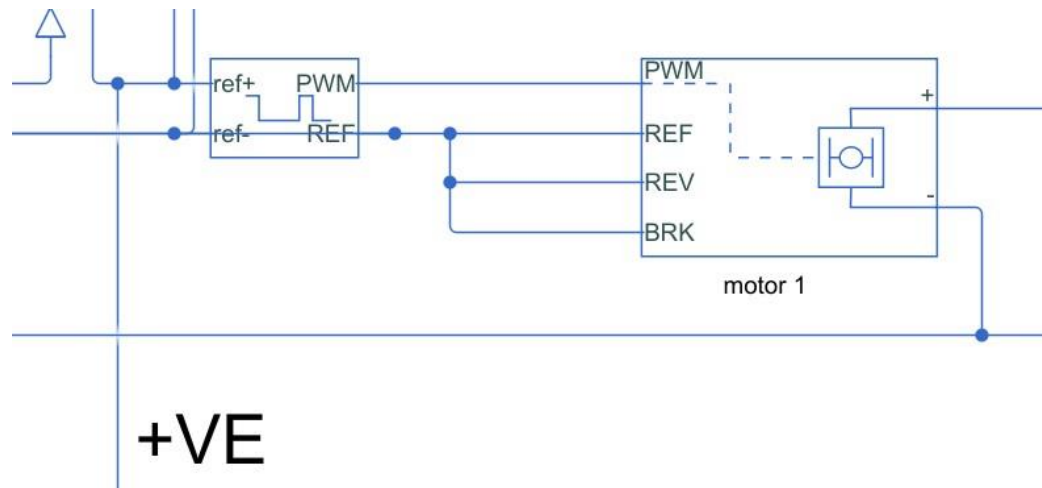 ref+ PWM
ref- REF
PWM
+
REF
REV
-
BRK
motor 1
+VE